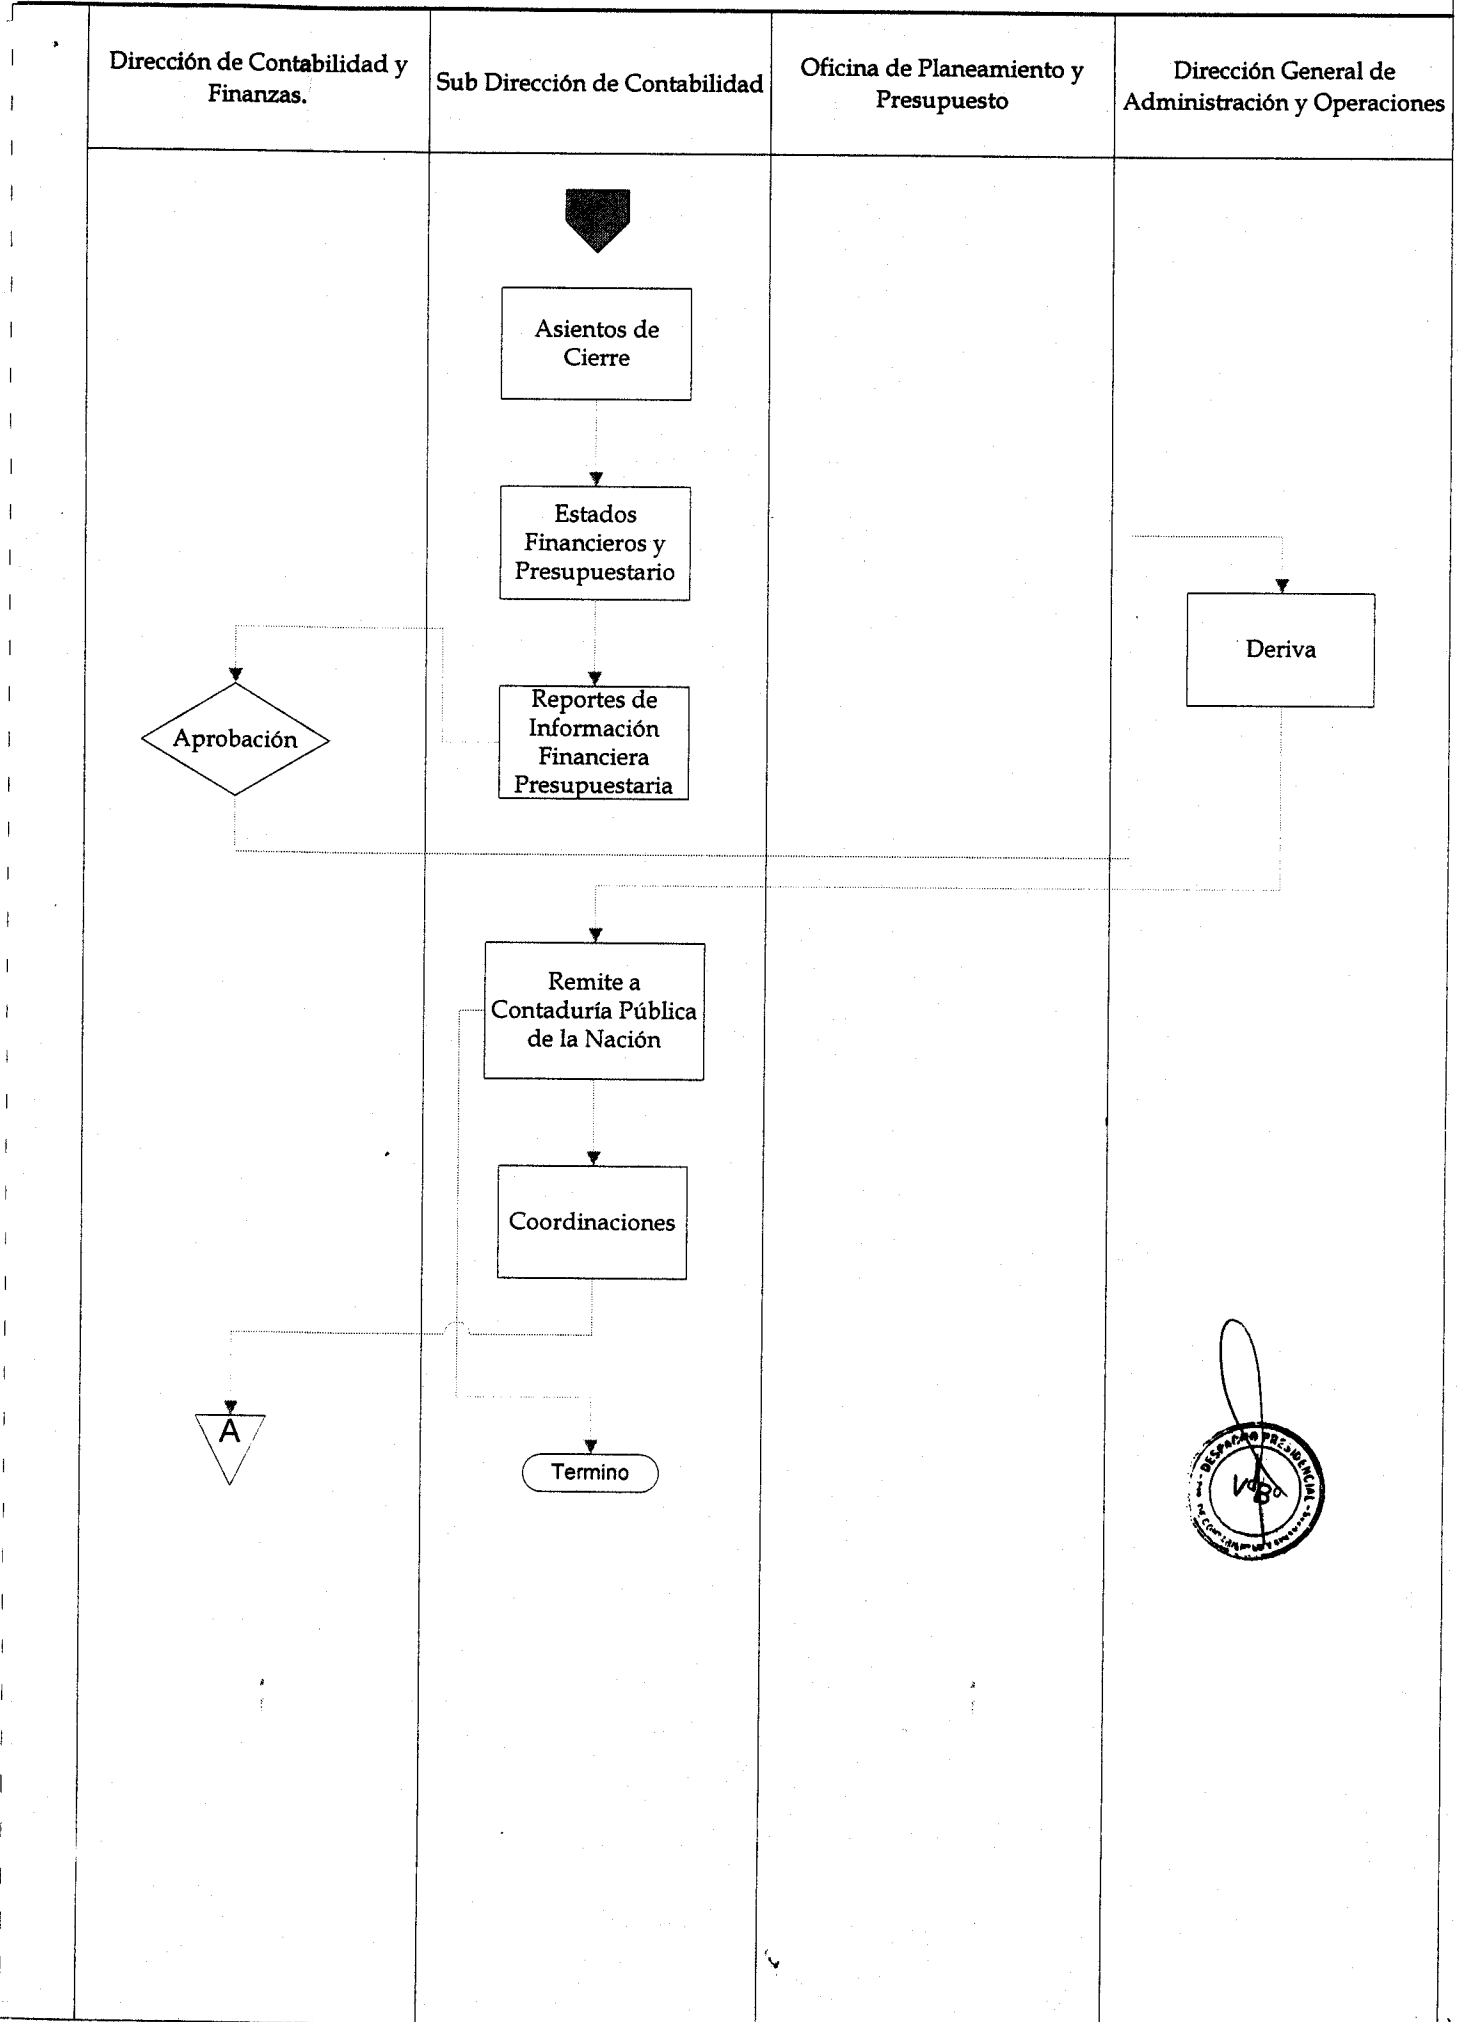 Dirección de Contabilidad y
Finanzas.
Sub Dirección de Contabilidad
Oficina de Planeamiento y
Presupuesto
Dirección General de
Administración y Operaciones
Asientos de
Cierre
Estados
Financieros y
Presupuestario
Deriva
Reportes de
Información
Financiera
Presupuestaria
Aprobación
Remite a
Contaduría Pública
de la Nación
Coordinaciones
A
Termino
DESPACHO PRESIDENCIAL
VºBº